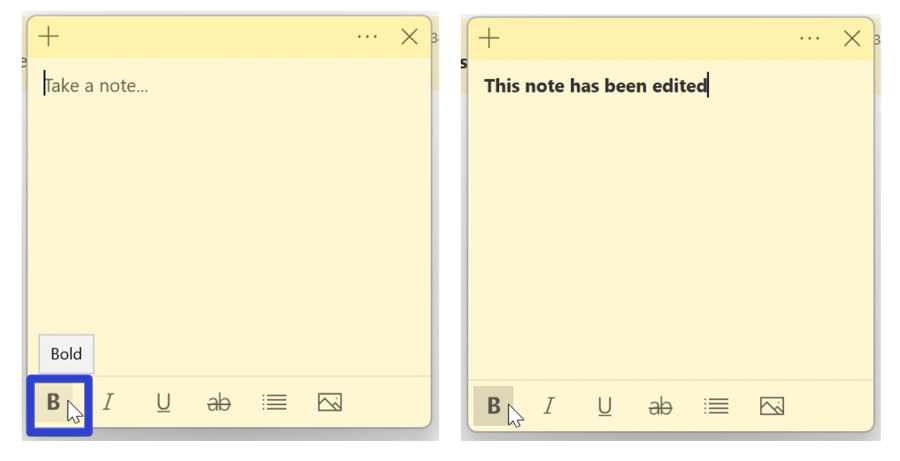 Take a note...
Bold
B I U ab
This note has been edited
B I U ab